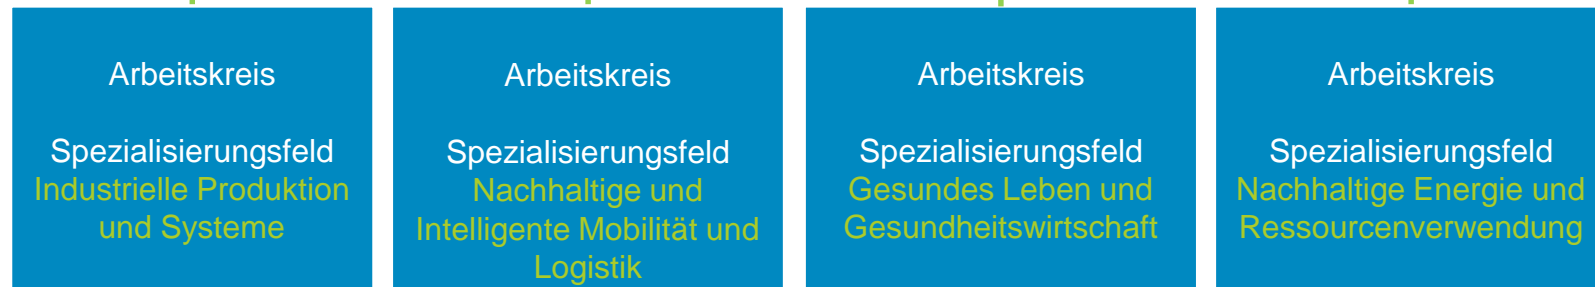 Arbeitskreis
Spezialisierungsfeld
Industrielle Produktion
und Systeme
Arbeitskreis
Spezialisierungsfeld
Nachhaltige und
Intelligente Mobilität und
Logistik
Arbeitskreis
Spezialisierungsfeld
Gesundes Leben und
Gesundheitswirtschaft
Arbeitskreis
Spezialisierungsfeld
Nachhaltige Energie und
Ressourcenverwendung